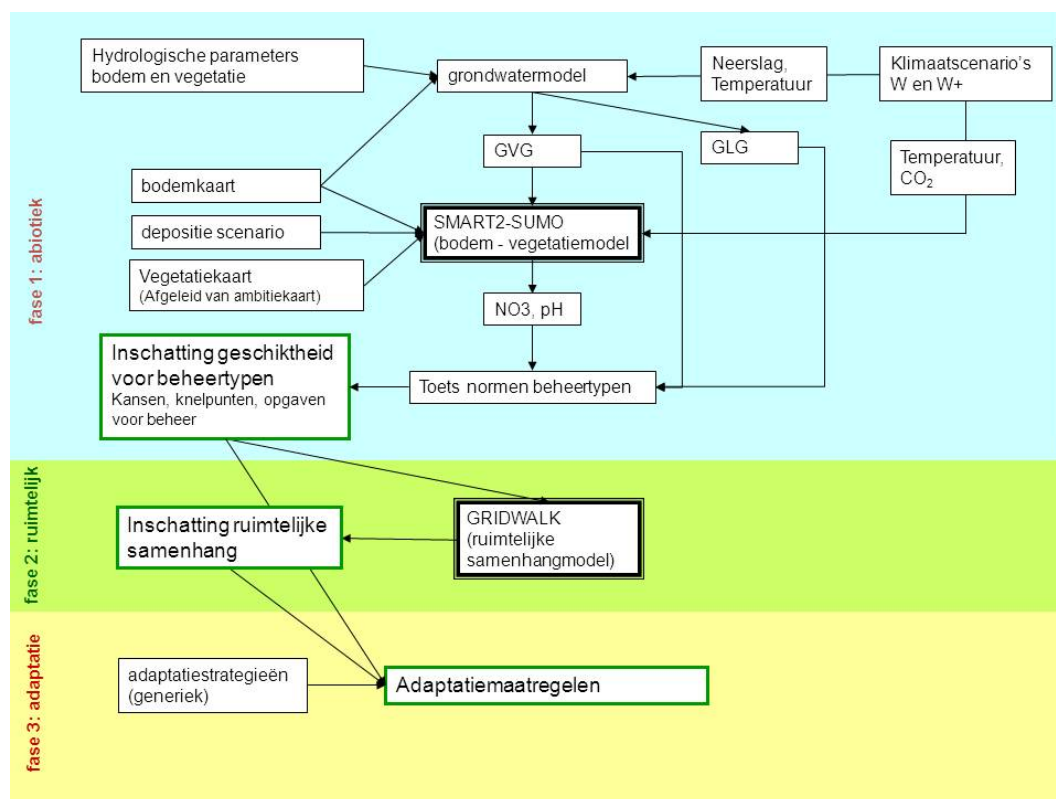 Hydrologische parameters
bodem en vegetatie
grondwatermodel
Neerslag,
Temperatuur
Klimaatscenario's
W en W+
GVG
GLG
Temperatuur,
CO₂
bodemkaart
depositie scenario
SMART2-SUMO
(bodem - vegetatiemodel
Vegetatiekaart
(Afgeleid van ambitiekaart)
NO3, pH
Inschatting geschiktheid
voor beheertypen
Kansen, knelpunten, opgaven
voor beheer
Toets normen beheertypen
fase 1: abiotiek
Inschatting ruimtelijke
samenhang
GRIDWALK
(ruimtelijke
samenhangmodel)
fase 2: ruimtelijk
adaptatiestrategieën
(generiek)
Adaptatiemaatregelen
fase 3: adaptatie